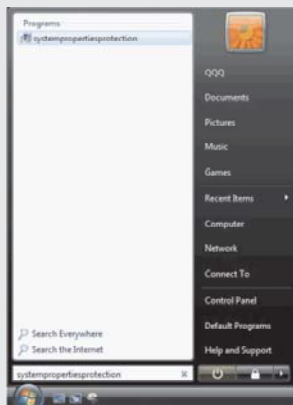 Programs
systempropertiesprotection
Search Everywhere
Search the Internet
systempropertiesprotection
QQQ
Documents
Pictures
Music
Games
Recent Items
Computer
Network
Connect To
Control Panel
Default Programs
Help and Support